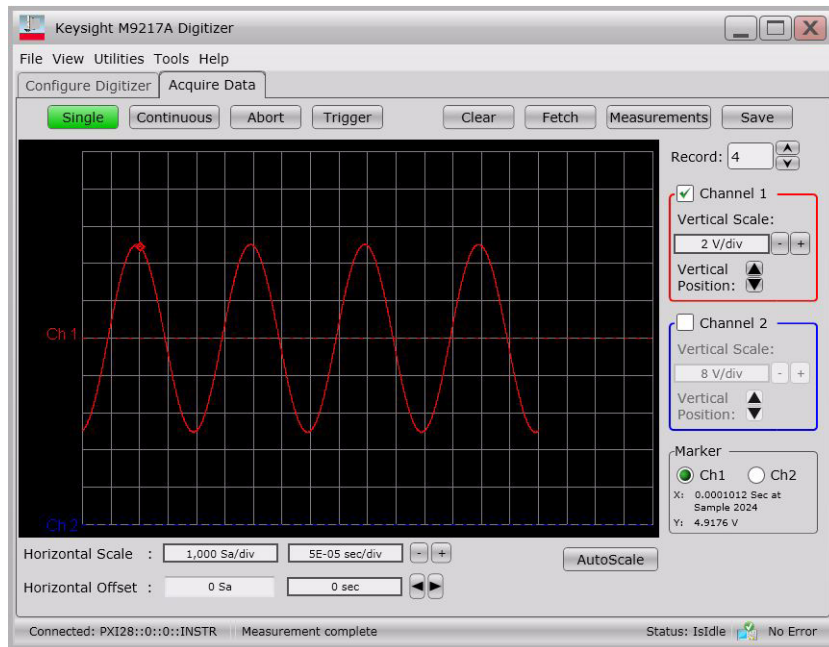 Keysight M9217A Digitizer
File View Utilities Tools Help
Configure Digitizer Acquire Data
Single Continuous Abort Trigger Clear Fetch Measurements Save
Record: 4
Channel 1
Vertical Scale:
2 V/div - +
Vertical
Position:
Ch 1
Channel 2
Vertical Scale:
8 V/div - +
Vertical
Position:
Marker
Ch1 Ch2
X: 0.0001012 Sec at
Sample 2024
Y: 4.9176 V
Ch 2
Horizontal Scale : 1,000 Sa/div 5E-05 sec/div - +
AutoScale
Horizontal Offset : 0 Sa 0 sec
Connected: PXI28::0::0::INSTR Measurement complete Status: IsIdle No Error